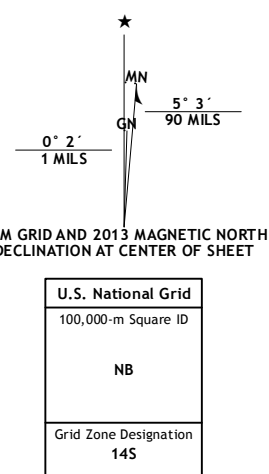 ★
MN
5° 3´
90 MILS
GN
0° 2´
1 MILS
M GRID AND 2013 MAGNETIC NORTH
DECLINATION AT CENTER OF SHEET
U.S. National Grid
100,000-m Square ID
NB
Grid Zone Designation
14S